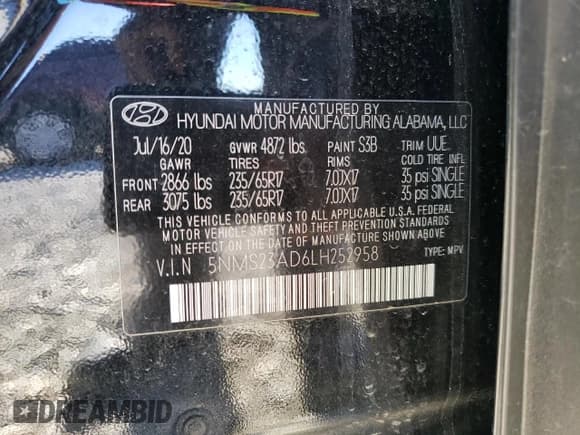 MANUFACTURED BY
HYUNDAI MOTOR MANUFACTURING ALABAMA, LLC
Jul/16/20 GVWR 4872 lbs. PAINT S3B TRIM UUE
GAWR TIRES RIMS COLD TIRE INFL
FRONT 2866 lbs 235/65R17 7.0JX17 35 psi SINGLE
REAR 3075 lbs 235/65R17 7.0JX17 35 psi SINGLE
THIS VEHICLE CONFORMS TO ALL APPLICABLE U.S.A. FEDERAL
MOTOR VEHICLE SAFETY AND THEFT PREVENTION STANDARDS
IN EFFECT ON THE DATE OF MANUFACTURE SHOWN ABOVE.
V.I.N 5NMS23AD6LH252958 TYPE: MPV
DREAMBID